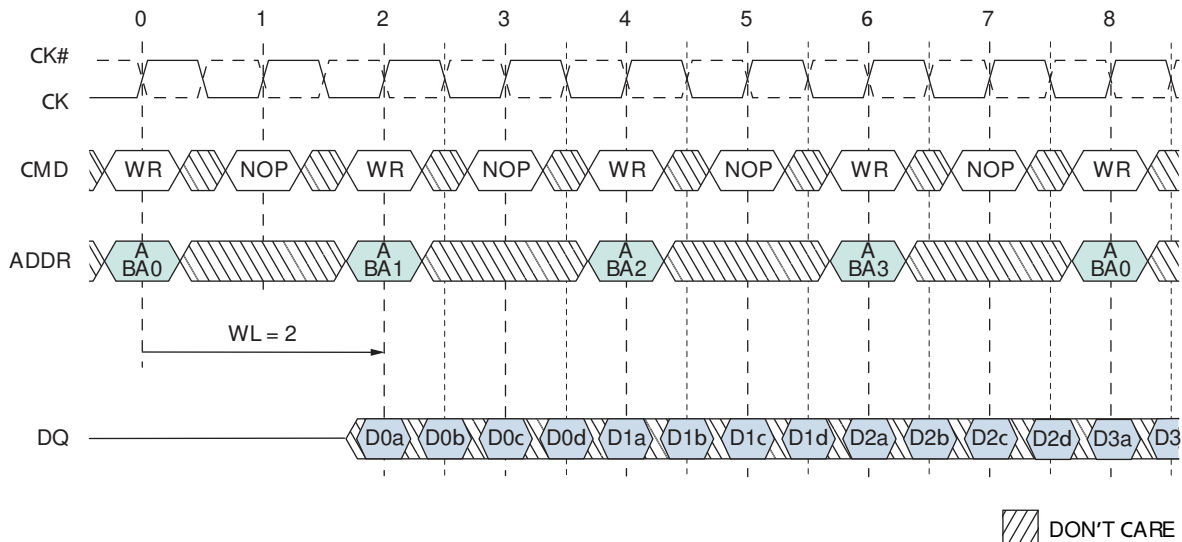 0 1 2 3 4 5 6 7 8
CK#
CK
CMD WR NOP WR NOP WR NOP WR NOP WR
ADDR A BA0 A BA1 A BA2 A BA3 A BA0
WL = 2
DQ D0a D0b D0c D0d D1a D1b D1c D1d D2a D2b D2c D2d D3a D3
DON'T CARE